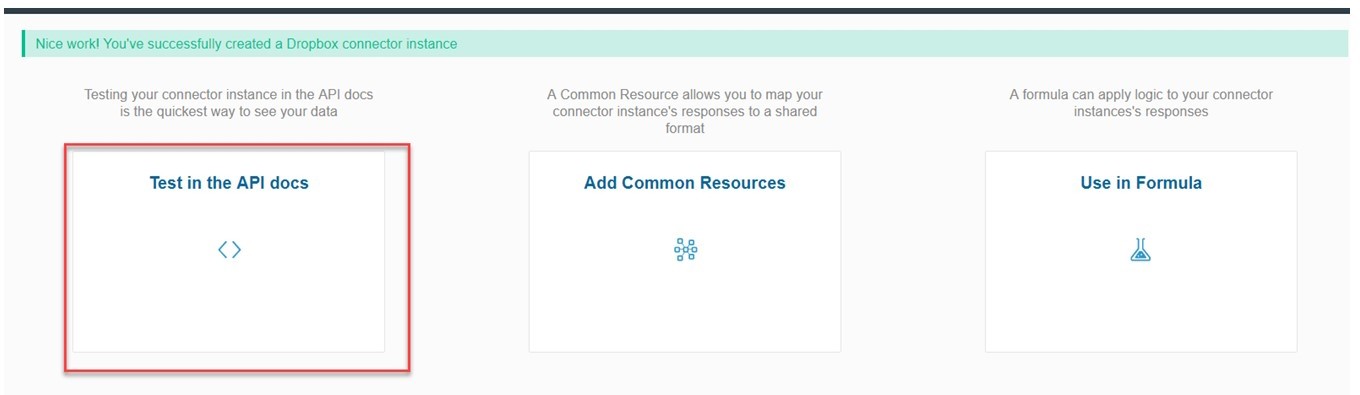 Nice work! You've successfully created a Dropbox connector instance
Testing your connector instance in the API docs
is the quickest way to see your data
Test in the API docs
A Common Resource allows you to map your
connector instance's responses to a shared
format
Add Common Resources
A formula can apply logic to your connector
instances's responses
Use in Formula